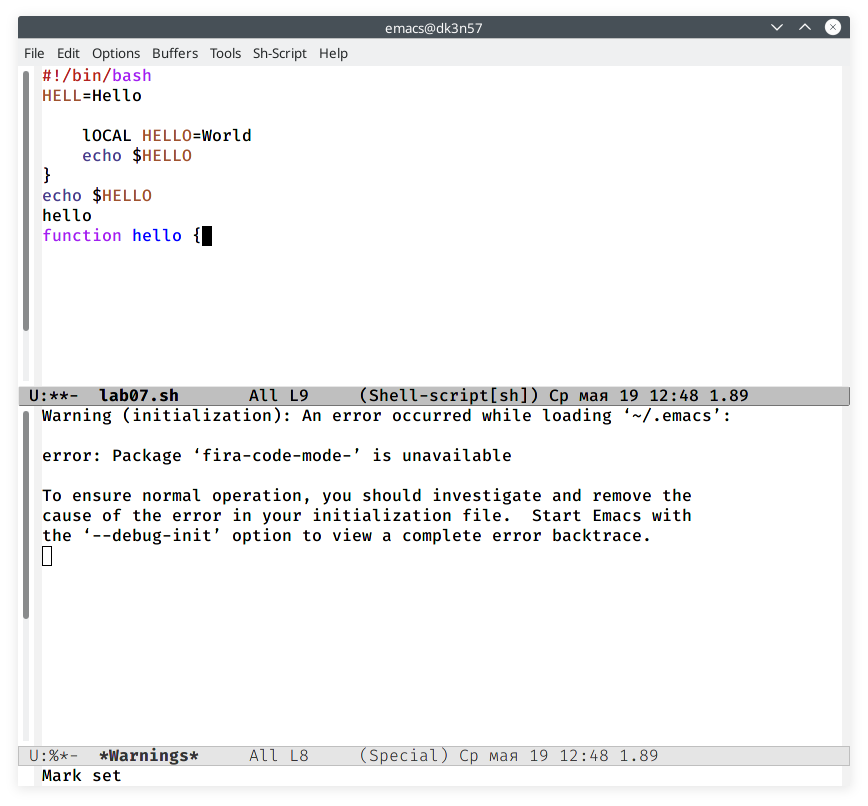 emacs@dk3n57
File Edit Options Buffers Tools Sh-Script Help
#!/bin/bash
HELL=Hello
lOCAL HELLO=World
echo $HELLO
}
echo $HELLO
hello
function hello {
U:**- lab07.sh All L9 (Shell-script[sh]) Ср мая 19 12:48 1.89
Warning (initialization): An error occurred while loading ‘~/.emacs’:
error: Package ‘fira-code-mode-’ is unavailable
To ensure normal operation, you should investigate and remove the
cause of the error in your initialization file. Start Emacs with
the ‘--debug-init’ option to view a complete error backtrace.
U:%*- *Warnings* All L8 (Special) Ср мая 19 12:48 1.89
Mark set